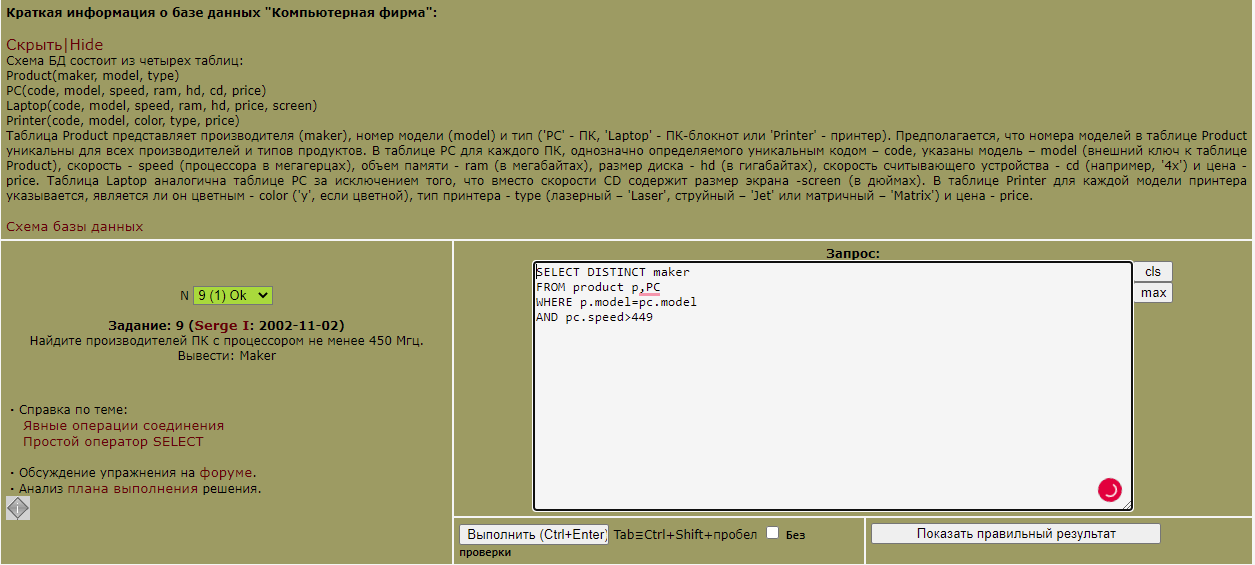 Краткая информация о базе данных "Компьютерная фирма":
Скрыть|Hide
Схема БД состоит из четырех таблиц:
Product(maker, model, type)
PC(code, model, speed, ram, hd, cd, price)
Laptop(code, model, speed, ram, hd, price, screen)
Printer(code, model, color, type, price)
Таблица Product представляет производителя (maker), номер модели (model) и тип ('PC' - ПК, 'Laptop' - ПК-блокнот или 'Printer' - принтер). Предполагается, что номера моделей в таблице Product
уникальны для всех производителей и типов продуктов. В таблице PC для каждого ПК, однозначно определяемого уникальным кодом – code, указаны модель – model (внешний ключ к таблице
Product), скорость - speed (процессора в мегагерцах), объем памяти - ram (в мегабайтах), размер диска - hd (в гигабайтах), скорость считывающего устройства - cd (например, '4x') и цена -
price. Таблица Laptop аналогична таблице РС за исключением того, что вместо скорости CD содержит размер экрана -screen (в дюймах). В таблице Printer для каждой модели принтера
указывается, является ли он цветным - color ('y', если цветной), тип принтера - type (лазерный – 'Laser', струйный – 'Jet' или матричный – 'Matrix') и цена - price.
Схема базы данных
N 9 (1) Ok
Задание: 9 (Serge I: 2002-11-02)
Найдите производителей ПК с процессором не менее 450 Мгц.
Вывести: Maker
· Справка по теме:
Явные операции соединения
Простой оператор SELECT
· Обсуждение упражнения на форуме.
· Анализ плана выполнения решения.
Запрос:
SELECT DISTINCT maker
FROM product p,PC
WHERE p.model=pc.model
AND pc.speed>449
cls
max
Выполнить (Ctrl+Enter) Tab≡Ctrl+Shift+пробел Без
проверки
Показать правильный результат